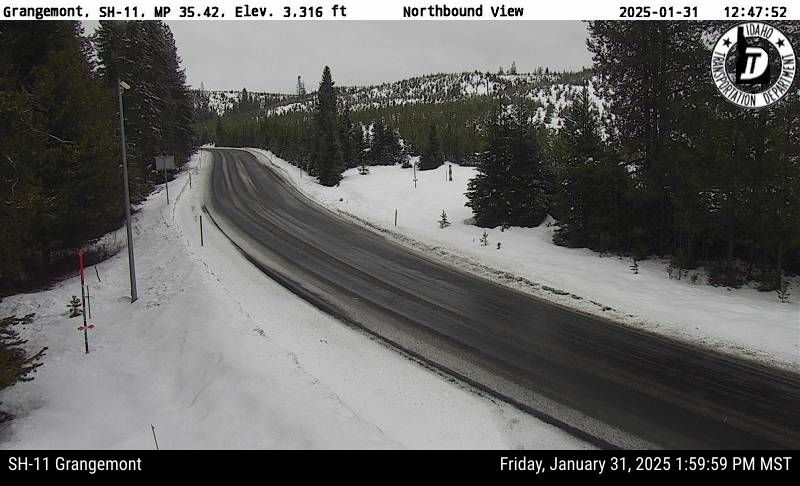 Grangemont, SH-11, MP 35.42, Elev. 3,316 ft Northbound View 2025-01-31 12:47:52
IDAHO
TRANSPORTATION DEPARTMENT
SH-11 Grangemont Friday, January 31, 2025 1:59:59 PM MST